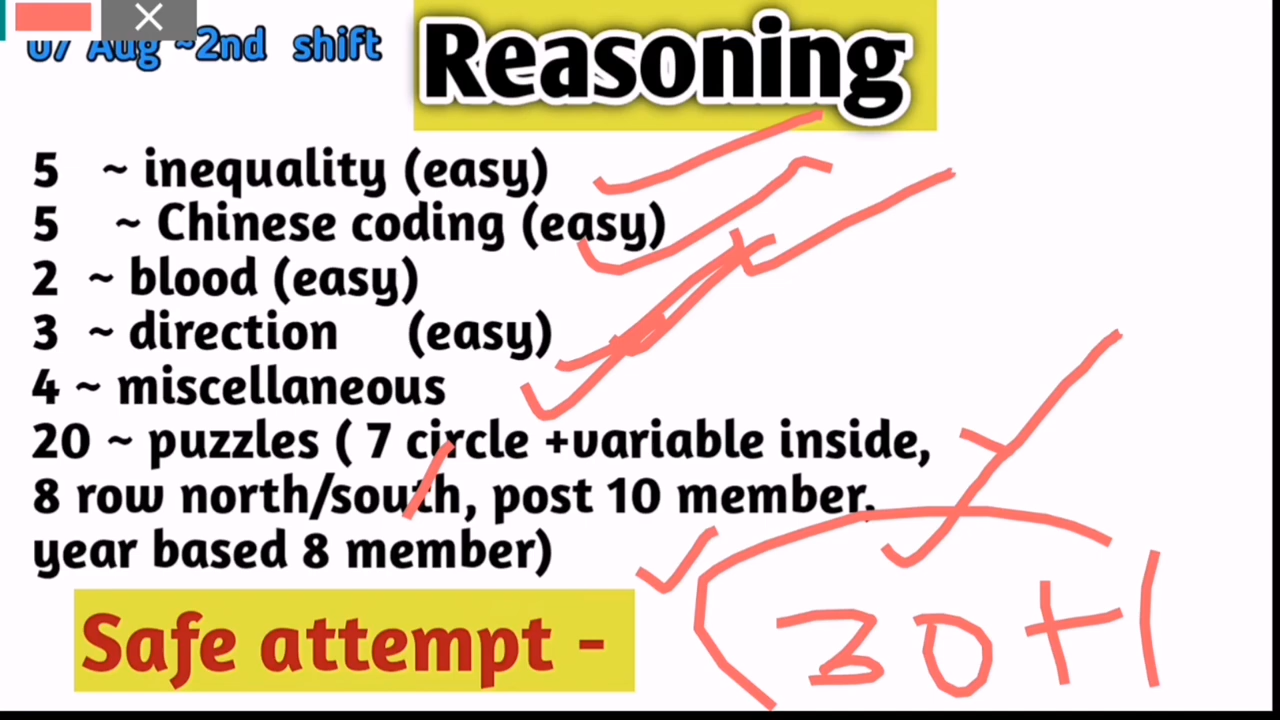 07 Aug ~2nd shift
Reasoning
5 ~ inequality (easy)
5 ~ Chinese coding (easy)
2 ~ blood (easy)
3 ~ direction (easy)
4 ~ miscellaneous
20 ~ puzzles ( 7 circle +variable inside,
8 row north/south, post 10 member,
year based 8 member)
Safe attempt - 30+